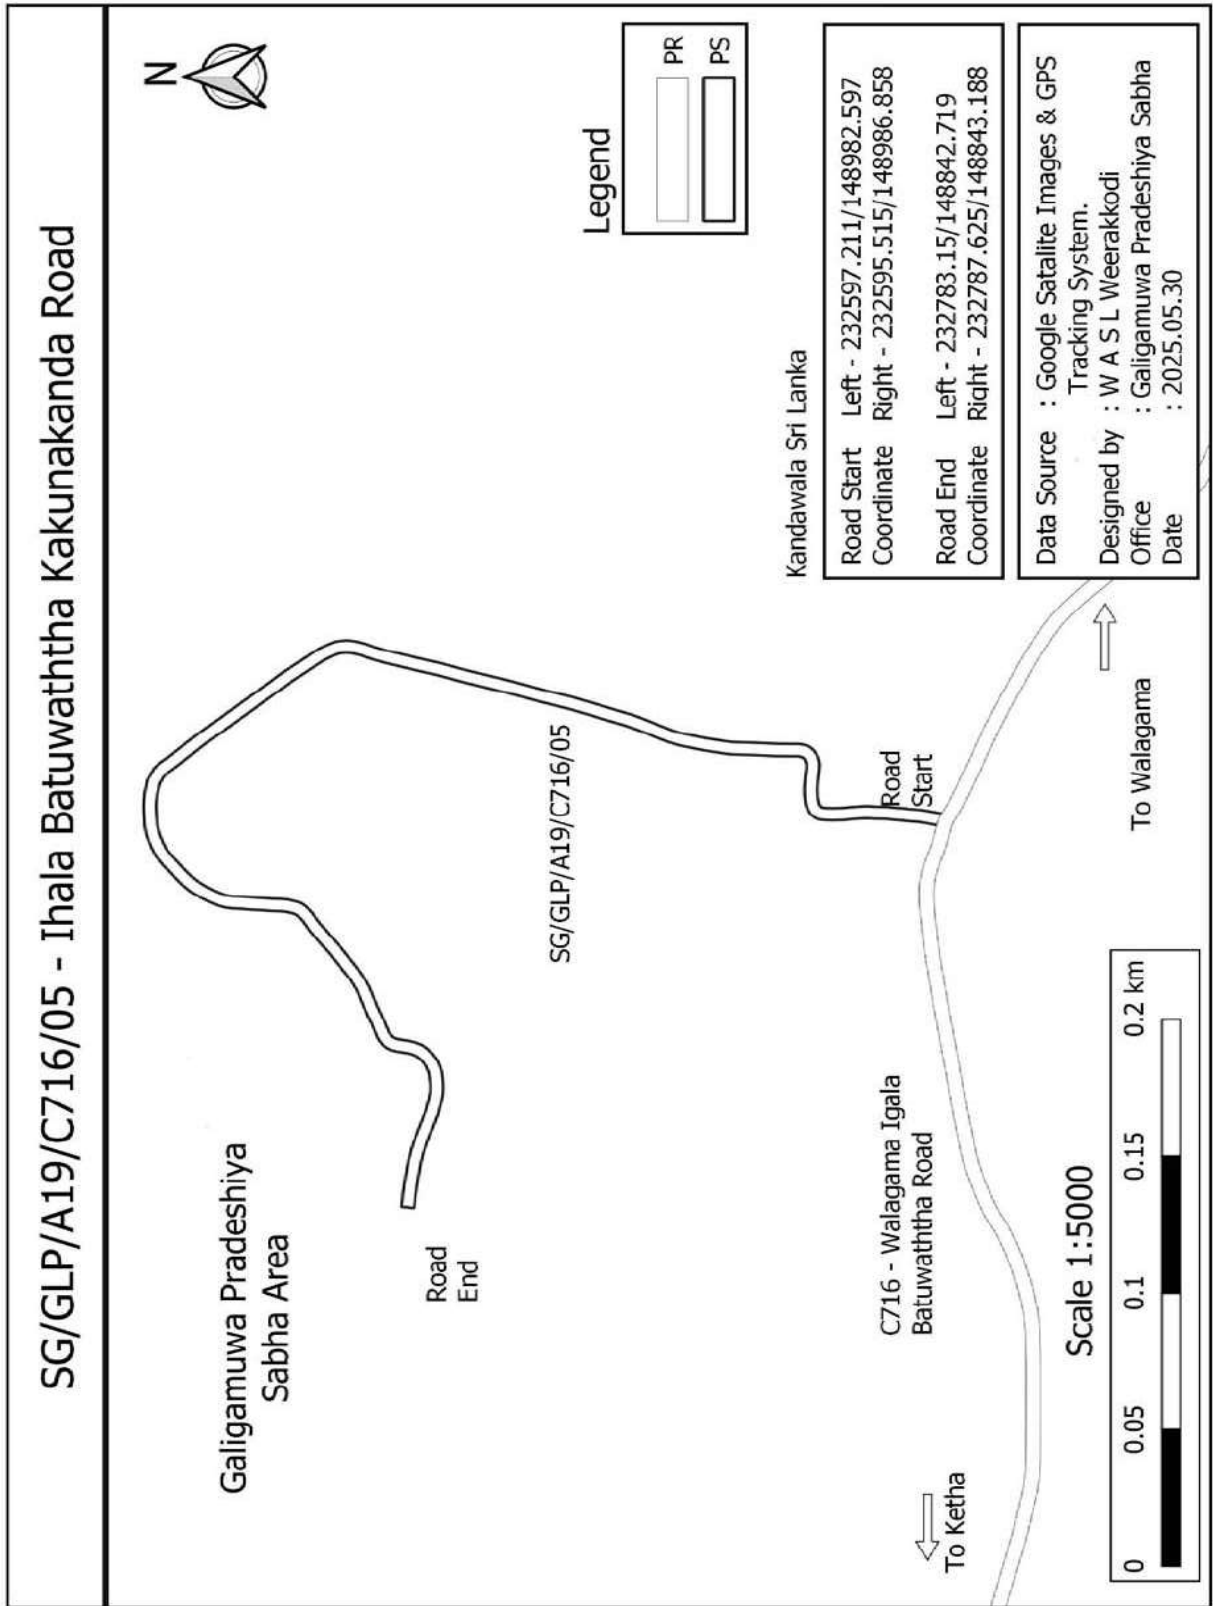 SG/GLP/A19/C716/05 - Ihala Batuwaththa Kakunakanda Road
N
Galigamuwa Pradeshiya
Sabha Area
Road
End
SG/GLP/A19/C716/05
Legend
PR
PS
Kandawala Sri Lanka
Road Start Left - 232597.211/148982.597
Coordinate Right - 232595.515/148986.858
Road End Left - 232783.15/148842.719
Coordinate Right - 232787.625/148843.188
Road
Start
C716 - Walagama Igala
Batuwaththa Road
To Ketha
To Walagama
Data Source : Google Satalite Images & GPS
Tracking System.
Designed by : W A S L Weerakkodi
Office : Galigamuwa Pradeshiya Sabha
Date : 2025.05.30
Scale 1:5000
0 0.05 0.1 0.15 0.2 km